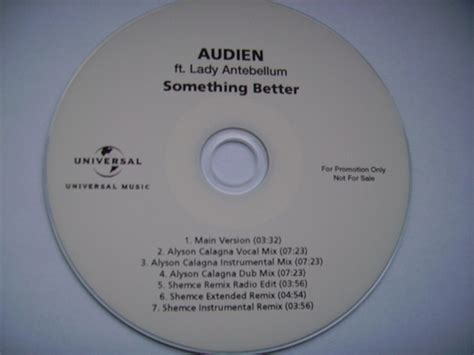 AUDIEN
ft. Lady Antebellum
Something Better
UNIVERSAL
UNIVERSAL MUSIC
For Promotion Only
Not For Sale
1. Main Version (03:32)
2. Alyson Calagna Vocal Mix (07:23)
3. Alyson Calagna Instrumental Mix (07:23)
4. Alyson Calagna Dub Mix (07:23)
5. Shemce Remix Radio Edit (03:56)
6. Shemce Extended Remix (04:54)
7. Shemce Instrumental Remix (03:56)